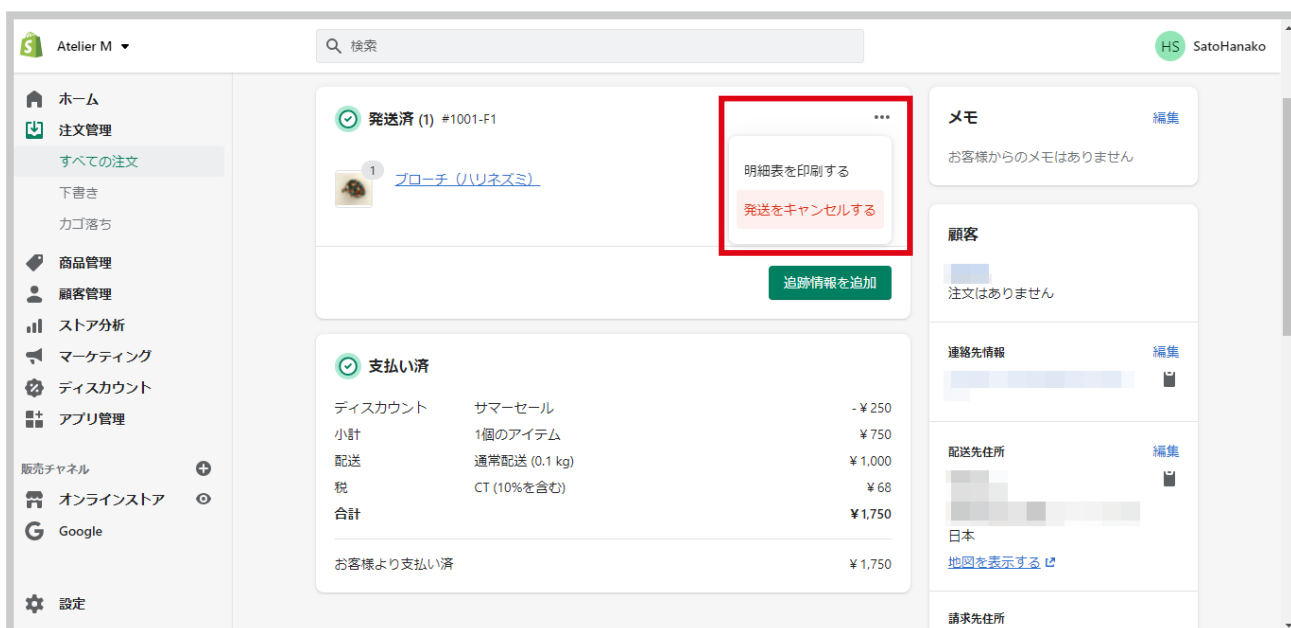 Atelier M
検索
HS SatoHanako
ホーム
注文管理
すべての注文
下書き
カゴ落ち
商品管理
顧客管理
ストア分析
マーケティング
ディスカウント
アプリ管理
販売チャネル
オンラインストア
Google
設定
発送済 (1) #1001-F1
1
ブローチ（ハリネズミ）
明細表を印刷する
発送をキャンセルする
追跡情報を追加
支払い済
ディスカウント サマーセール - ¥ 250
小計 1個のアイテム ¥ 750
配送 通常配送 (0.1 kg) ¥ 1,000
税 CT (10%を含む) ¥ 68
合計 ¥ 1,750
お客様より支払い済 ¥ 1,750
メモ 編集
お客様からのメモはありません
顧客
注文はありません
連絡先情報 編集
配送先住所 編集
日本
地図を表示する
請求先住所